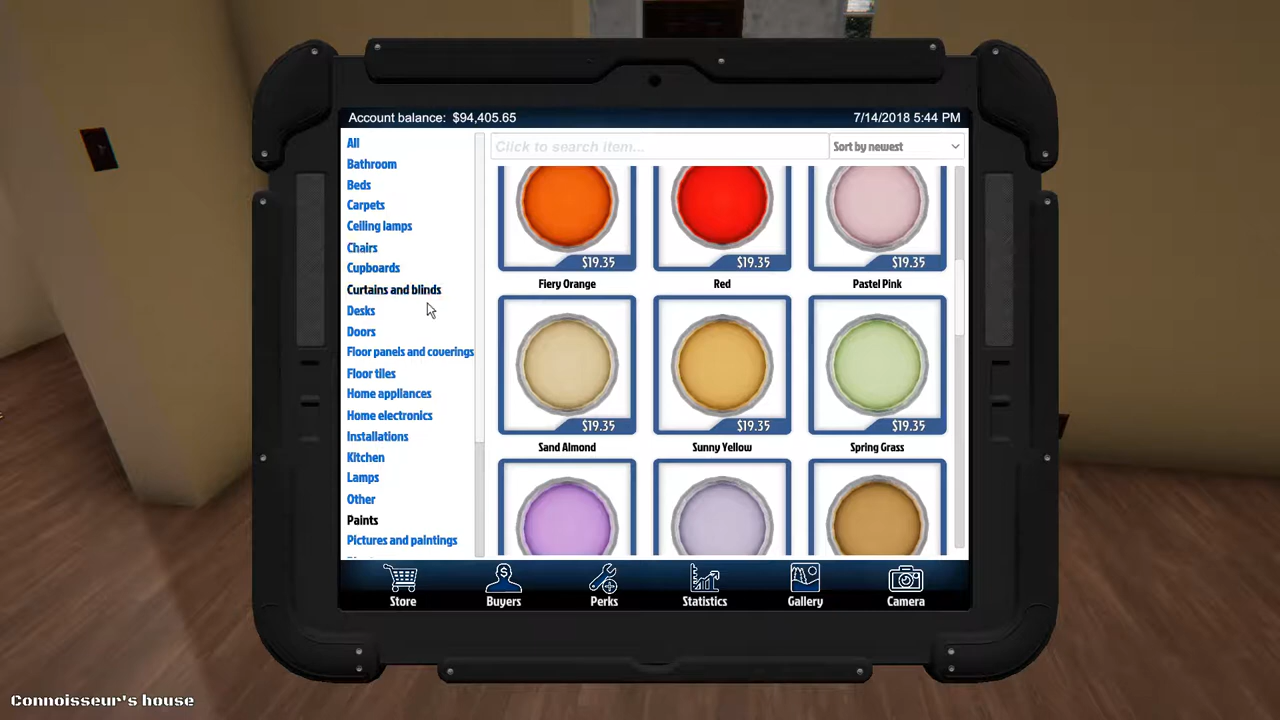 Account balance: $94,405.65
7/14/2018 5:44 PM
All
Bathroom
Beds
Carpets
Ceiling lamps
Chairs
Cupboards
Curtains and blinds
Desks
Doors
Floor panels and coverings
Floor tiles
Home appliances
Home electronics
Installations
Kitchen
Lamps
Other
Paints
Pictures and paintings
Click to search item...
Sort by newest
$19.35 $19.35 $19.35
Fiery Orange Red Pastel Pink
$19.35 $19.35 $19.35
Sand Almond Sunny Yellow Spring Grass
Store Buyers Perks Statistics Gallery Camera
Connoisseur's house